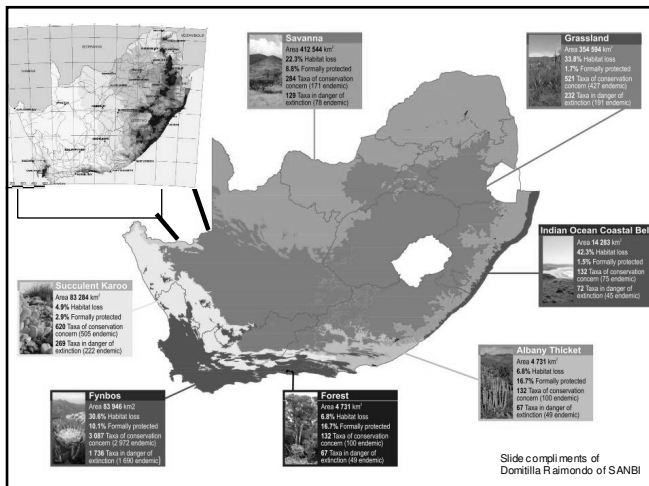 Savanna
Area 412 544 km²
22.3% Habitat loss
8.8% Formally protected
284 Taxa of conservation
concern (171 endemic)
129 Taxa in danger of
extinction (78 endemic)
Grassland
Area 354 594 km²
33.8% Habitat loss
1.7% Formally protected
521 Taxa of conservation
concern (427 endemic)
232 Taxa in danger of
extinction (191 endemic)
Indian Ocean Coastal Bel
Area 14 283 km²
42.3% Habitat loss
1.5% Formally protected
132 Taxa of conservation
concern (75 endemic)
72 Taxa in danger of
extinction (45 endemic)
Succulent Karoo
Area 83 284 km²
4.9% Habitat loss
2.9% Formally protected
620 Taxa of conservation
concern (505 endemic)
269 Taxa in danger of
extinction (222 endemic)
Albany Thicket
Area 4 731 km²
6.8% Habitat loss
16.7% Formally protected
132 Taxa of conservation
concern (100 endemic)
67 Taxa in danger of
extinction (49 endemic)
Fynbos
Area 83 946 km2
30.6% Habitat loss
10.1% Formally protected
3 087 Taxa of conservation
concern (2 972 endemic)
1 736 Taxa in danger of
extinction (1 690 endemic]
Forest
Area 4 731 km²
6.8% Habitat loss
16.7% Formally protected
132 Taxa of conservation
concern (100 endemic)
67 Taxa in danger of
extinction (49 endemic)
Slide compliments of
Domitilla Raimondo of SANBI